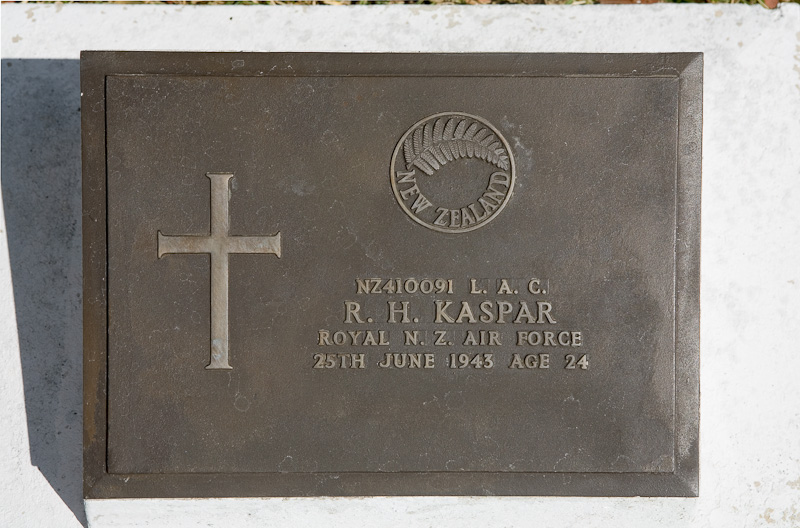 NEW ZEALAND
NZ410091 L. A. C.
R. H. KASPAR
ROYAL N. Z. AIR FORCE
25TH JUNE 1943 AGE 24